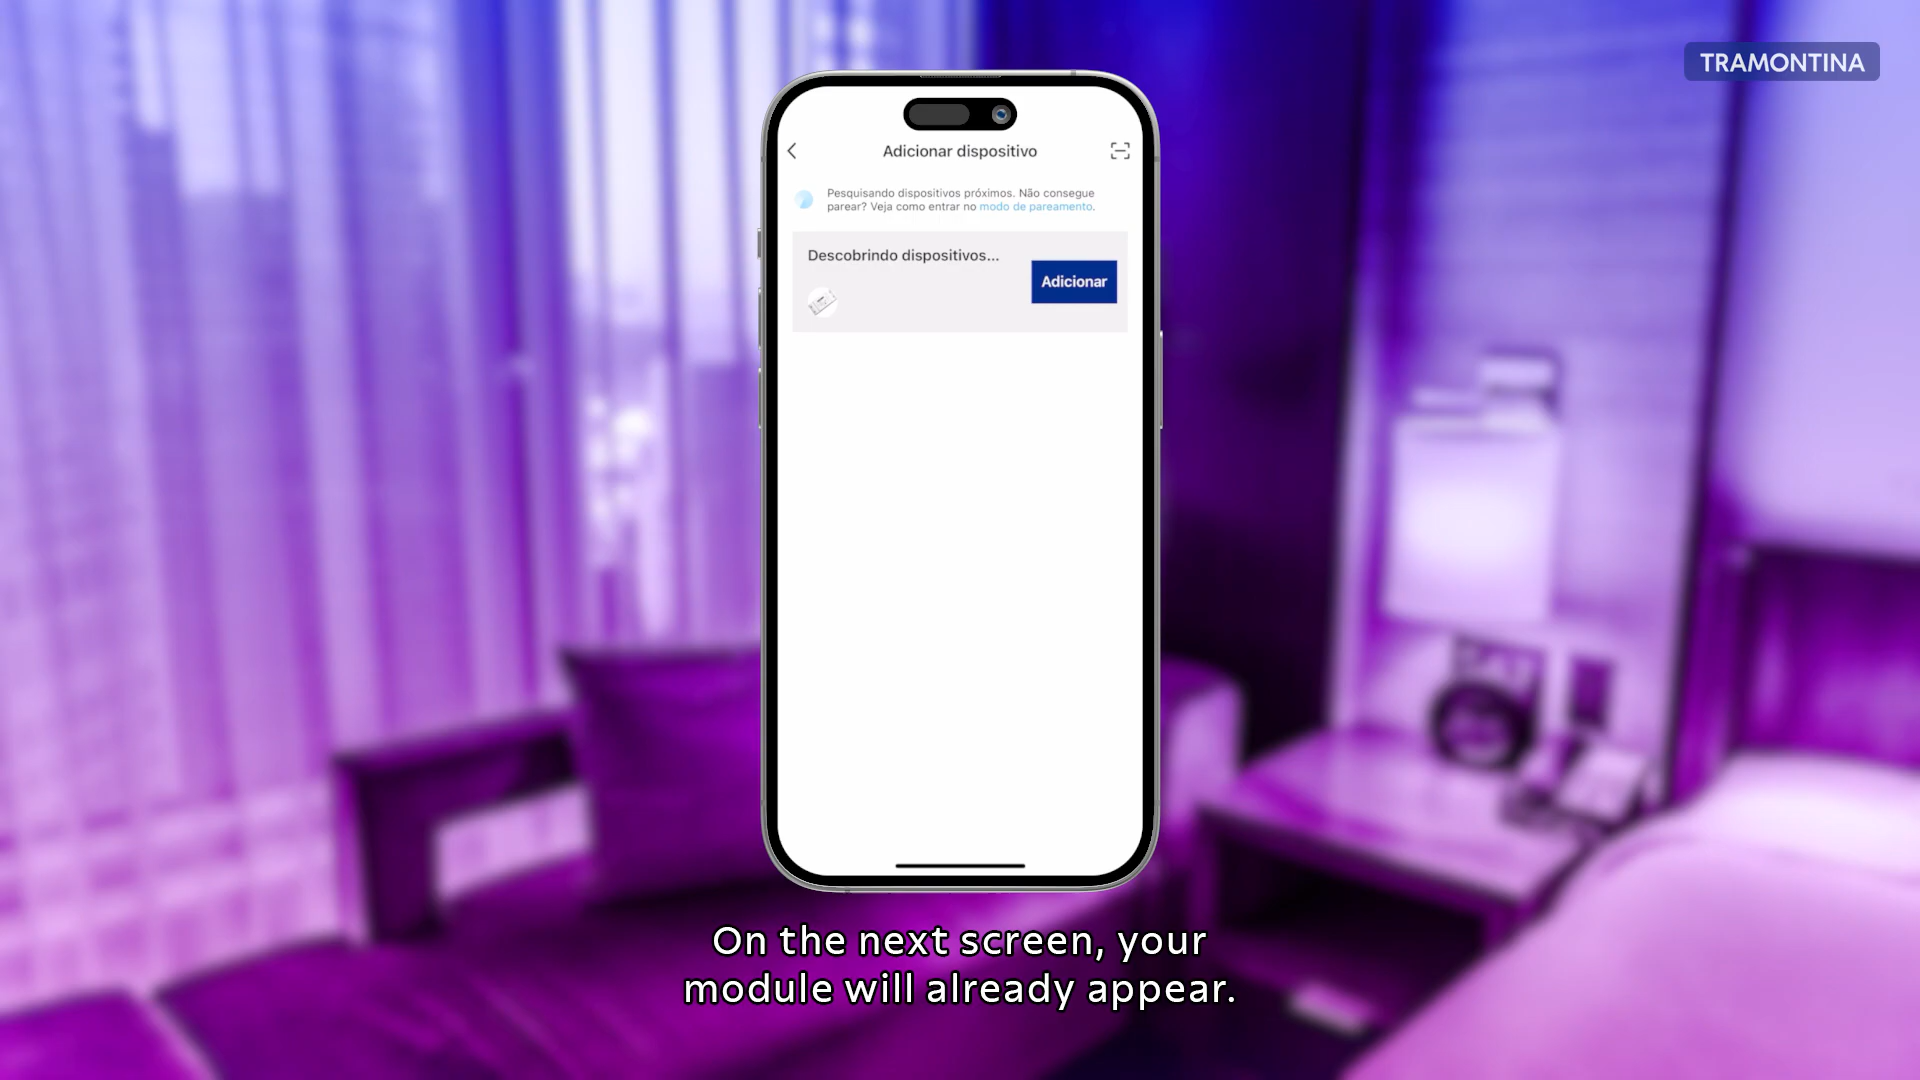 TRAMONTINA
Adicionar dispositivo
Pesquisando dispositivos próximos. Não consegue
parear? Veja como entrar no modo de pareamento.
Descobrindo dispositivos...
Adicionar
On the next screen, your
module will already appear.